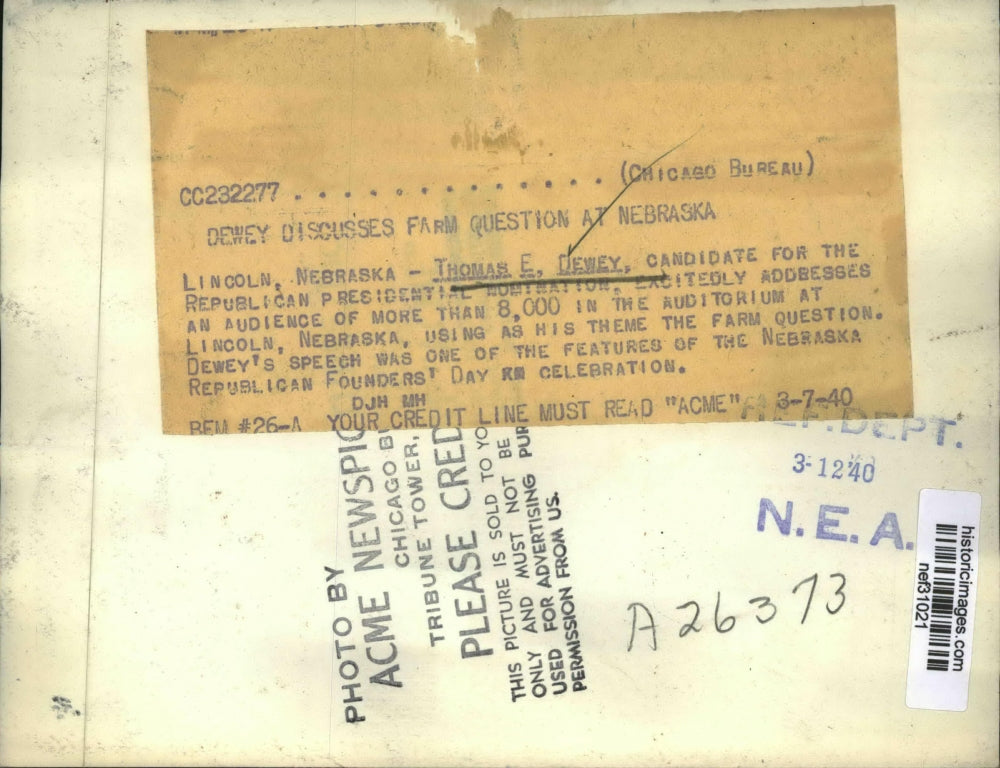 CC232277 . . . . . . . . . . . . . . (CHICAGO BUREAU)
DEWEY DISCUSSES FARM QUESTION AT NEBRASKA
LINCOLN, NEBRASKA - THOMAS E. DEWEY, CANDIDATE FOR THE
REPUBLICAN PRESIDENTIAL NOMINATION, EXCITEDLY ADDRESSES
AN AUDIENCE OF MORE THAN 8,000 IN THE AUDITORIUM AT
LINCOLN, NEBRASKA, USING AS HIS THEME THE FARM QUESTION.
DEWEY'S SPEECH WAS ONE OF THE FEATURES OF THE NEBRASKA
REPUBLICAN FOUNDERS' DAY CELEBRATION.
DJH MH
#26-A YOUR CREDIT LINE MUST READ "ACME" 3-7-40
REF. DEPT.
3-12 40
N. E. A.
A26373
PHOTO BY
ACME NEWSPIC
CHICAGO B
TRIBUNE TOWER,
PLEASE CRED
THIS PICTURE IS SOLD TO YO
ONLY AND MUST NOT BE
USED FOR ADVERTISING PUR
PERMISSION FROM US.
historicimages.com
nef31021